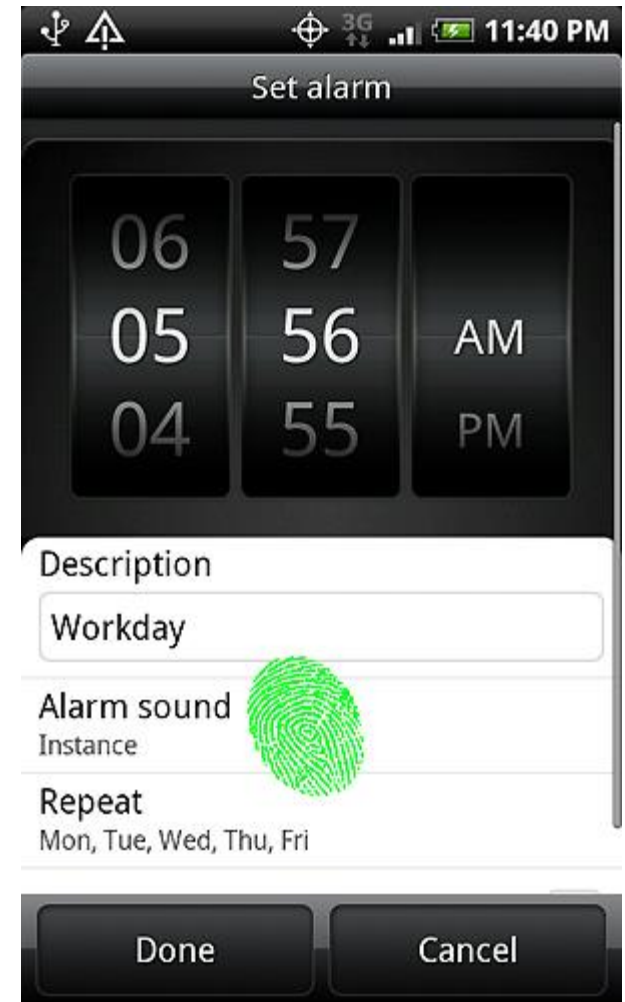 3G 11:40 PM
Set alarm
06 57
05 56 AM
04 55 PM
Description
Workday
Alarm sound
Instance
Repeat
Mon, Tue, Wed, Thu, Fri
Done Cancel